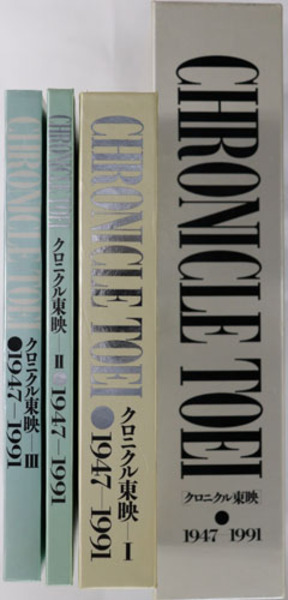 CHRONICLE TOEI
クロニクル東映—III
●1947—1991
CHRONICLE TOEI
クロニクル東映—II
●1947—1991
CHRONICLE TOEI
クロニクル東映—I
●1947—1991
CHRONICLE TOEI
[クロニクル東映]
●
1947—1991